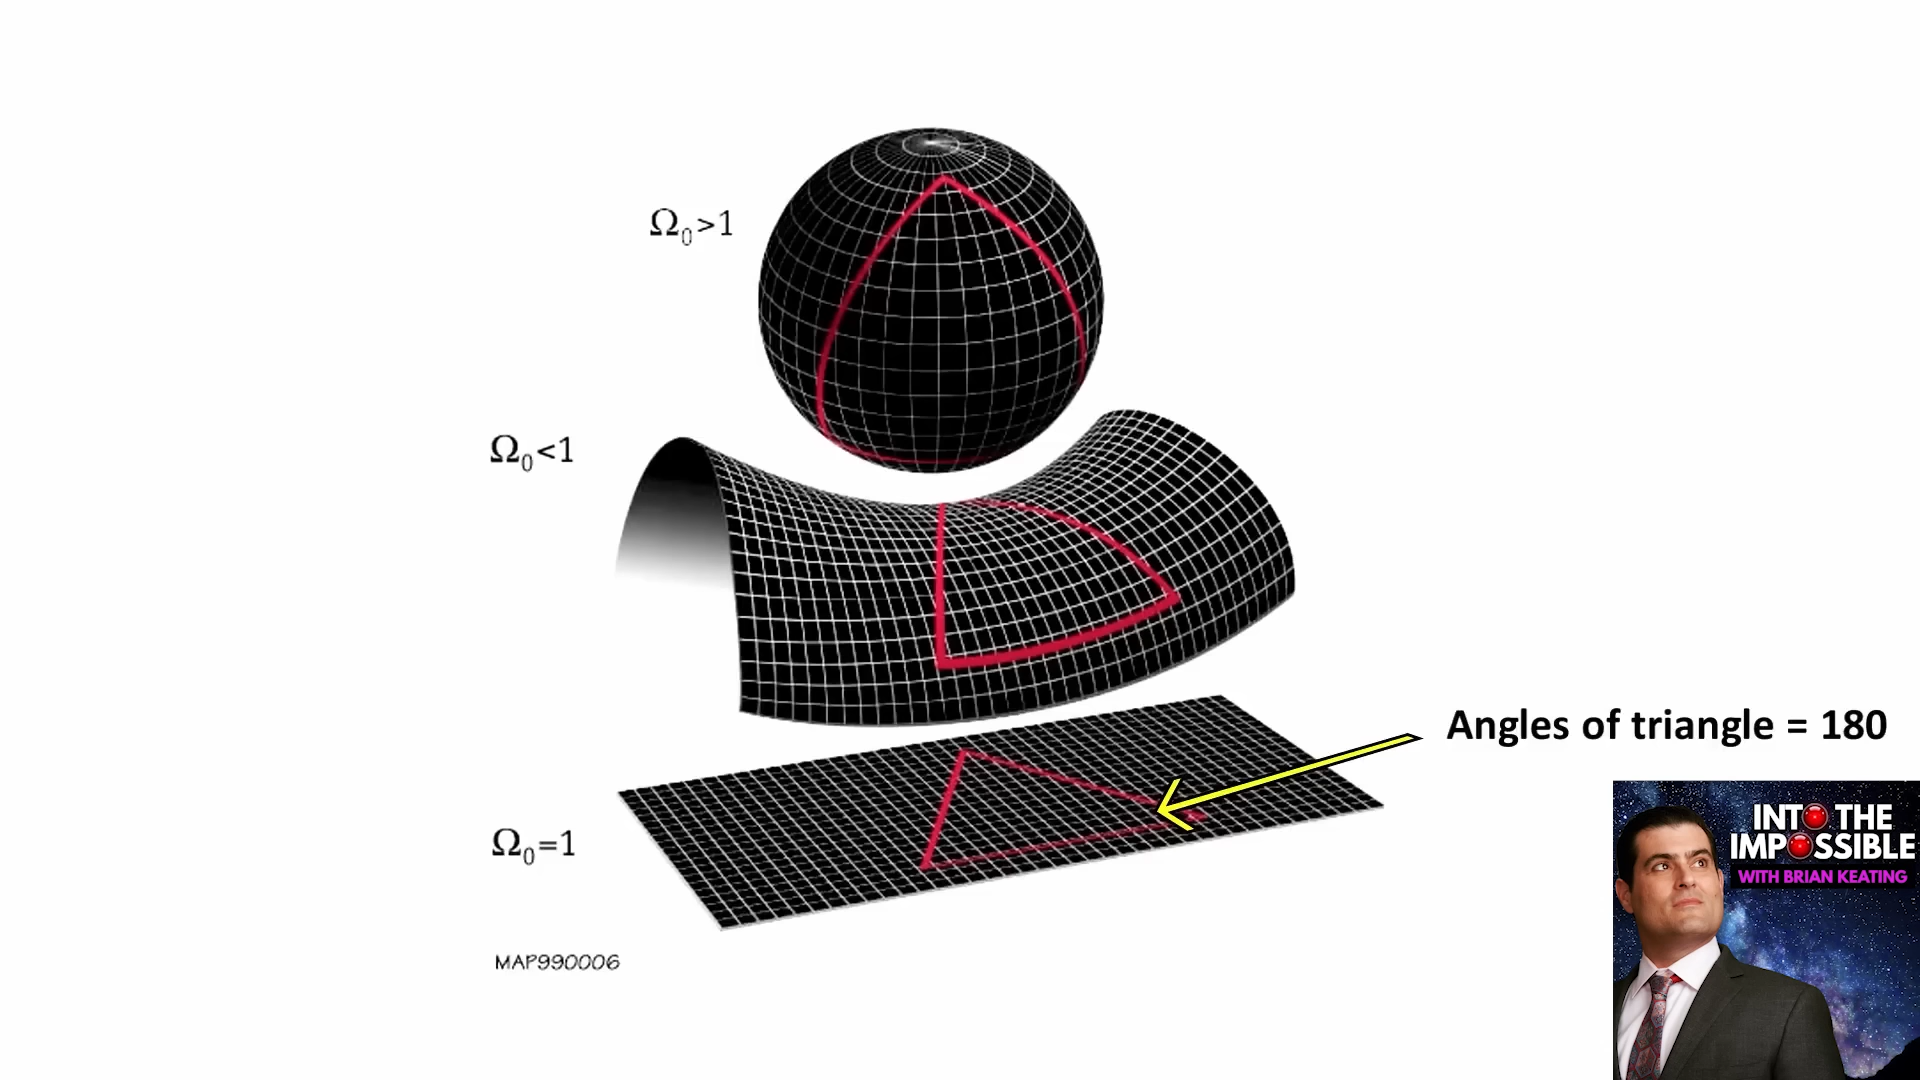 Ω₀>1
Ω₀<1
Angles of triangle = 180
Ω₀=1
MAP990006
INTO THE
IMPOSSIBLE
WITH BRIAN KEATING